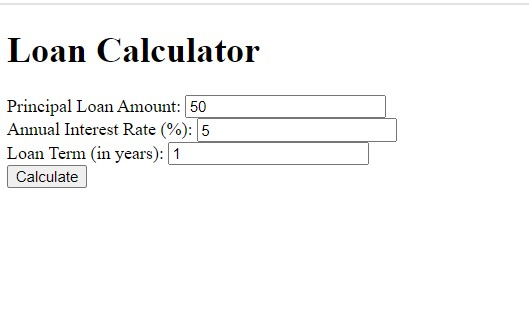 Loan Calculator
Principal Loan Amount: 50
Annual Interest Rate (%): 5
Loan Term (in years): 1
Calculate